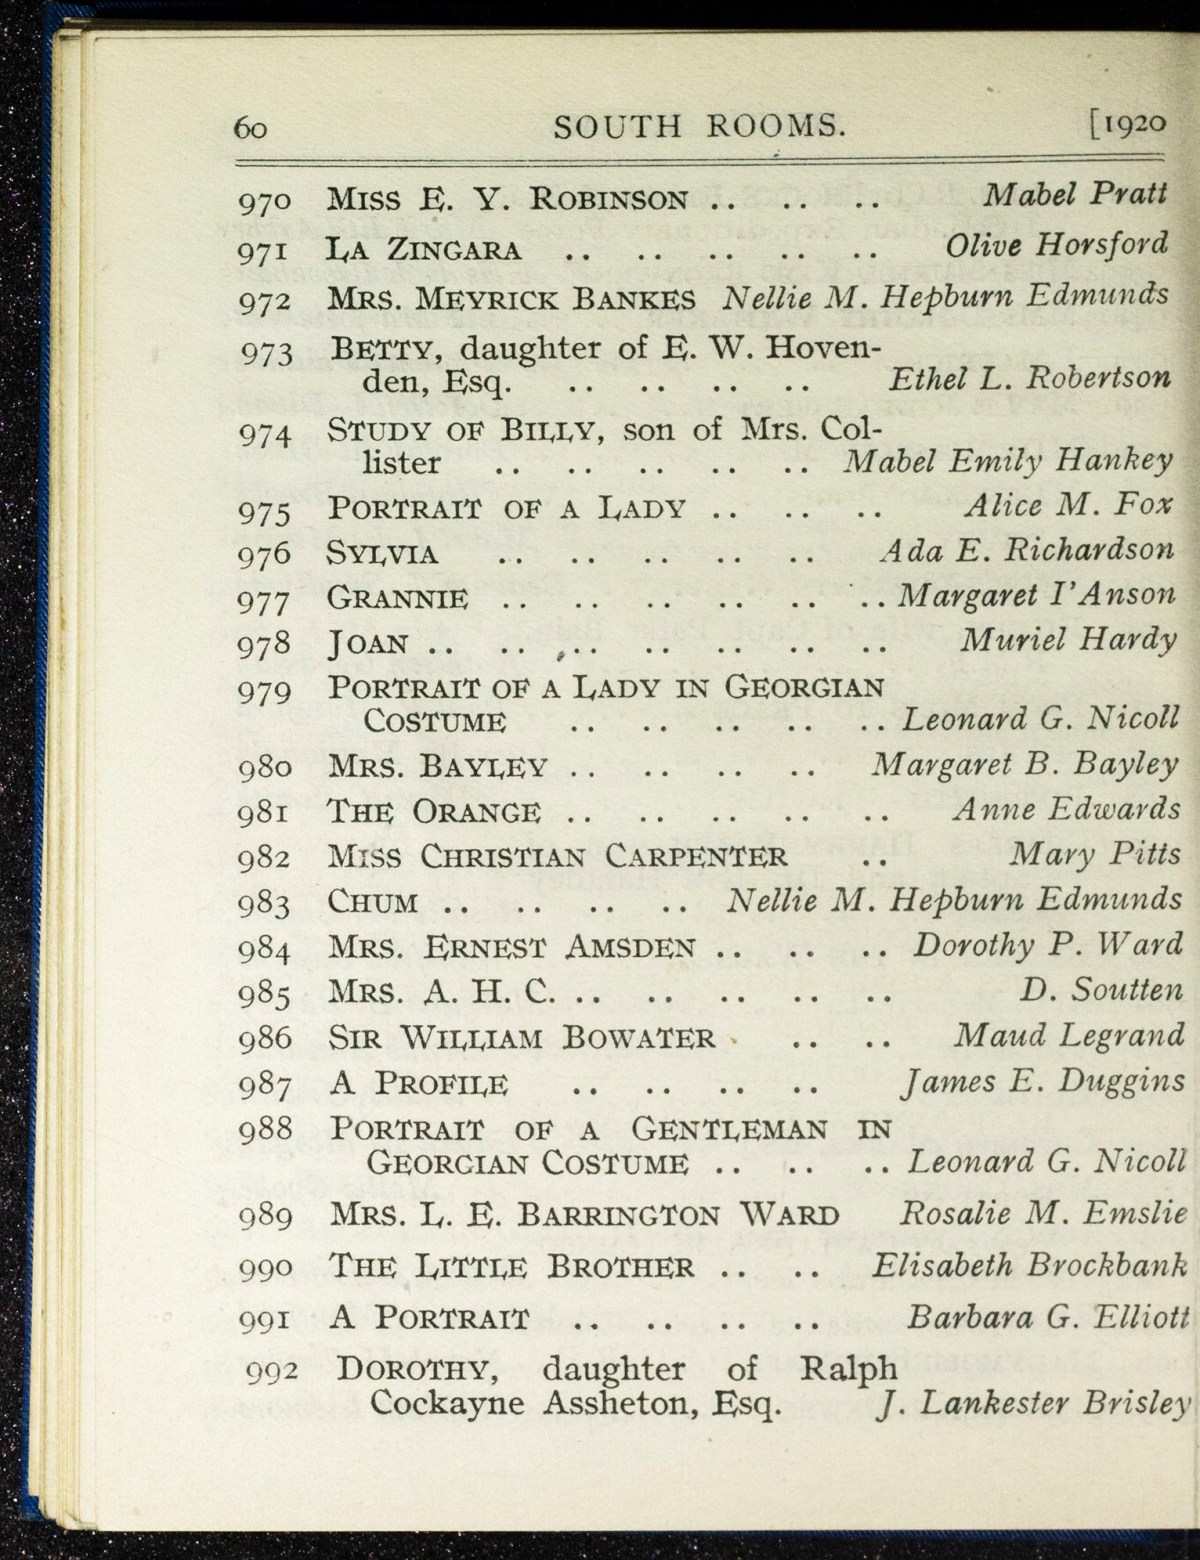 60 SOUTH ROOMS. [1920
970 MISS E. Y. ROBINSON .. .. .. Mabel Pratt
971 LA ZINGARA .. .. .. .. .. Olive Horsford
972 MRS. MEYRICK BANKES Nellie M. Hepburn Edmunds
973 BETTY, daughter of E. W. Hoven-
den, Esq. .. .. .. .. Ethel L. Robertson
974 STUDY OF BILLY, son of Mrs. Col-
lister .. .. .. .. .. Mabel Emily Hankey
975 PORTRAIT OF A LADY .. .. .. Alice M. Fox
976 SYLVIA .. .. .. .. .. Ada E. Richardson
977 GRANNIE .. .. .. .. .. .. Margaret I'Anson
978 JOAN .. .. .. .. .. .. .. Muriel Hardy
979 PORTRAIT OF A LADY IN GEORGIAN
COSTUME .. .. .. .. .. Leonard G. Nicoll
980 MRS. BAYLEY .. .. .. .. Margaret B. Bayley
981 THE ORANGE .. .. .. .. .. Anne Edwards
982 MISS CHRISTIAN CARPENTER .. Mary Pitts
983 CHUM .. .. .. .. Nellie M. Hepburn Edmunds
984 MRS. ERNEST AMSDEN .. .. .. Dorothy P. Ward
985 MRS. A. H. C. .. .. .. .. .. D. Soutten
986 SIR WILLIAM BOWATER .. .. Maud Legrand
987 A PROFILE .. .. .. .. James E. Duggins
988 PORTRAIT OF A GENTLEMAN IN
GEORGIAN COSTUME .. .. .. Leonard G. Nicoll
989 MRS. L. E. BARRINGTON WARD Rosalie M. Emslie
990 THE LITTLE BROTHER .. .. Elisabeth Brockbank
991 A PORTRAIT .. .. .. .. Barbara G. Elliott
992 DOROTHY, daughter of Ralph
Cockayne Assheton, Esq. J. Lankester Brisley